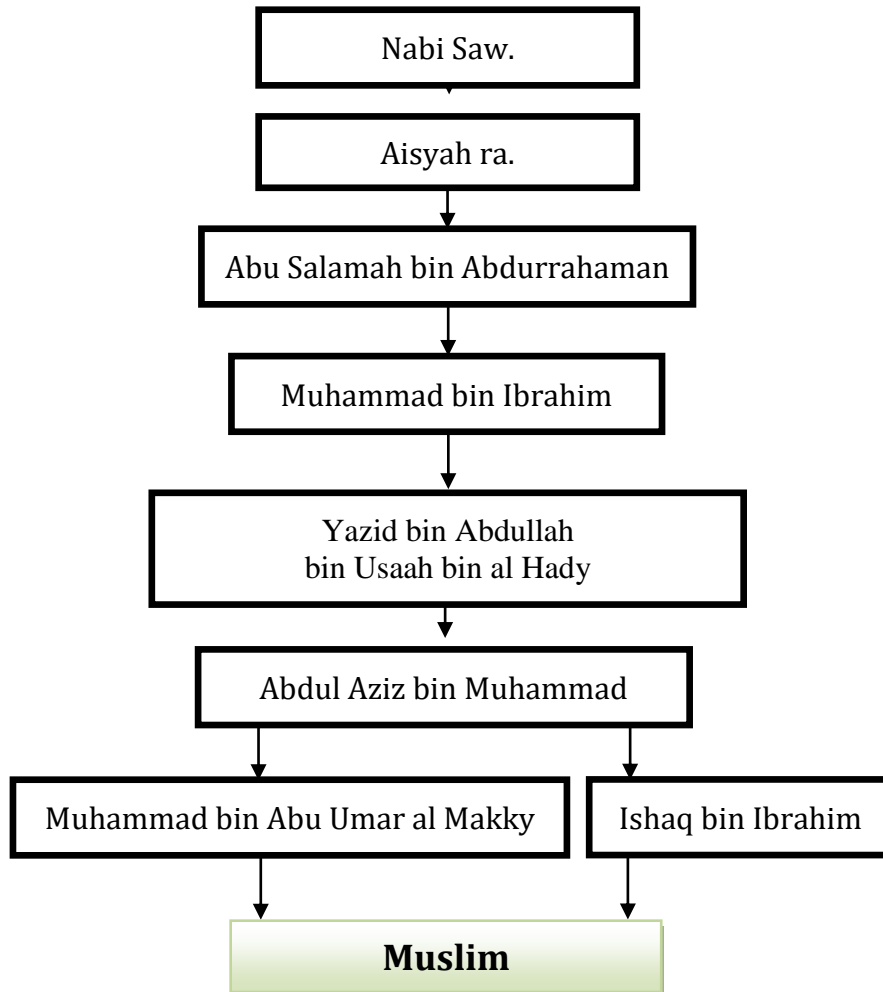 Nabi Saw.
Aisyah ra.
Abu Salamah bin Abdurrahaman
Muhammad bin Ibrahim
Yazid bin Abdullah
bin Usaah bin al Hady
Abdul Aziz bin Muhammad
Muhammad bin Abu Umar al Makky
Ishaq bin Ibrahim
Muslim